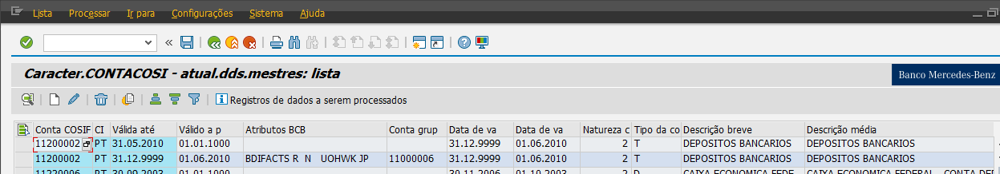 Lista Processar Ir para Configurações Sistema Ajuda
Caracter.CONTACOSI - atual.dds.mestres: lista
Banco Mercedes-Benz
Registros de dados a serem processados
Conta COSIF CI Válida até Válido a p Atributos BCB Conta grup Data de va Data de va Natureza c Tipo da co Descrição breve Descrição média
11200002 PT 31.05.2010 01.01.1000 31.12.9999 01.06.2010 2 T DEPOSITOS BANCARIOS DEPOSITOS BANCARIOS
11200002 PT 31.12.9999 01.06.2010 BDIFACTS R N UOHWK JP 11000006 31.12.9999 01.06.2010 2 T DEPOSITOS BANCARIOS DEPOSITOS BANCARIOS
11220006 PT 30.09.2003 01.01.1000 30.11.2006 01.10.2003 2 D CAIXA ECONOMICA FEDE CAIXA ECONOMICA FEDERAL - CONTA DE